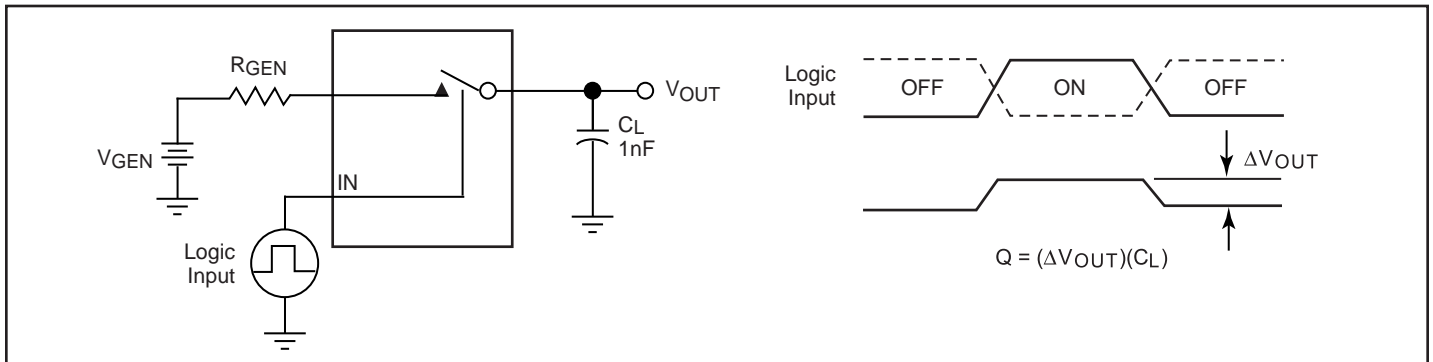 RGEN
VGEN
IN
Logic
Input
VOUT
CL
1nF
Logic
Input
OFF
ON
OFF
ΔVOUT
Q = (ΔVOUT)(CL)